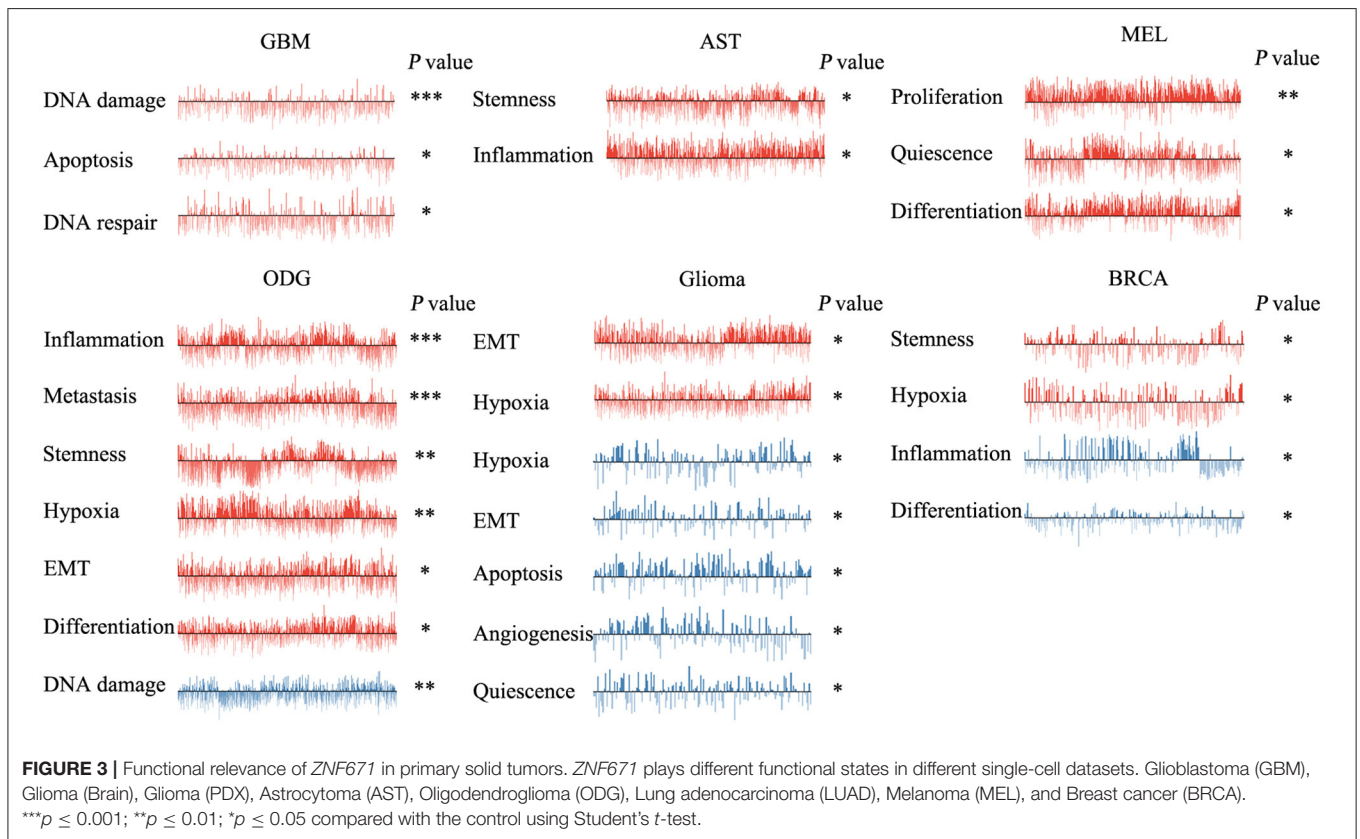 GBM
P value
DNA damage ***
Apoptosis *
DNA respair *
AST
P value
Stemness *
Inflammation *
MEL
P value
Proliferation **
Quiescence *
Differentiation *
ODG
P value
Inflammation ***
Metastasis ***
Stemness **
Hypoxia **
EMT *
Differentiation *
DNA damage **
Glioma
P value
EMT *
Hypoxia *
Hypoxia *
EMT *
Apoptosis *
Angiogenesis *
Quiescence *
BRCA
P value
Stemness *
Hypoxia *
Inflammation *
Differentiation *
FIGURE 3 | Functional relevance of ZNF671 in primary solid tumors. ZNF671 plays different functional states in different single-cell datasets. Glioblastoma (GBM),
Glioma (Brain), Glioma (PDX), Astrocytoma (AST), Oligodendroglioma (ODG), Lung adenocarcinoma (LUAD), Melanoma (MEL), and Breast cancer (BRCA).
***p ≤ 0.001; **p ≤ 0.01; *p ≤ 0.05 compared with the control using Student's t-test.